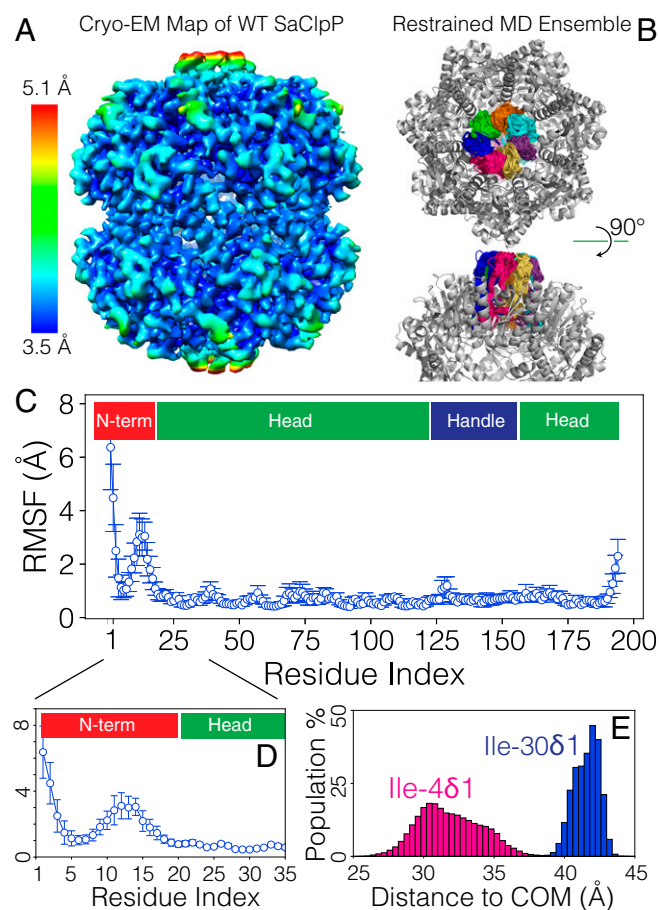 A
Cryo-EM Map of WT SaClpP
Restrained MD Ensemble
B
5.1 Å
3.5 Å
90°
C
8
6
4
2
0
RMSF (Å)
N-term
Head
Handle
Head
1
25
50
75
100
125
150
175
200
Residue Index
8
4
0
N-term
Head
D
1
5
10
15
20
25
30
35
Residue Index
50
25
0
Population %
Ile-4δ1
Ile-30δ1
E
25
30
35
40
45
Distance to COM (Å)